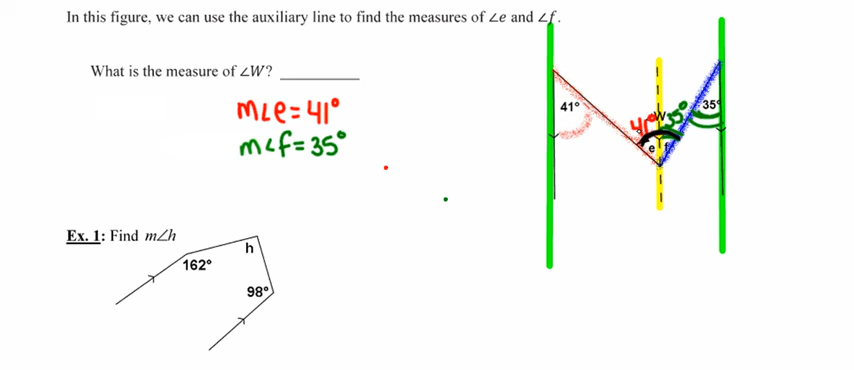 In this figure, we can use the auxiliary line to find the measures of ∠e and ∠f.
What is the measure of ∠W? __________
m∠e=41°
m∠f=35°
41°
41°
W
35°
35°
e
f
Ex. 1: Find m∠h
h
162°
98°